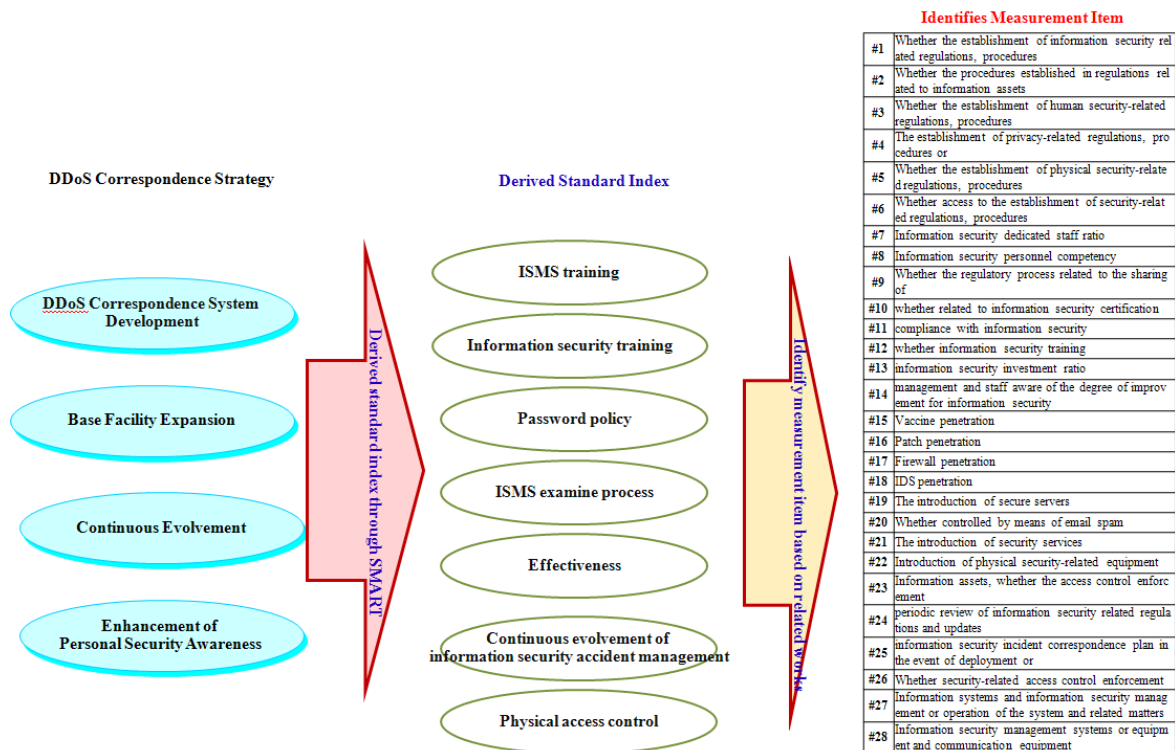 DDoS Correspondence Strategy
DDoS Correspondence System
Development
Base Facility Expansion
Continuous Evolvement
Enhancement of
Personal Security Awareness
Derived standard index through SMART
Derived Standard Index
ISMS training
Information security training
Password policy
ISMS examine process
Effectiveness
Continuous evolvement of
information security accident management
Physical access control
Identify measurement item based on related works
Identifies Measurement Item
#1 Whether the establishment of information security rel
ated regulations, procedures
#2 Whether the procedures established in regulations rel
ated to information assets
#3 Whether the establishment of human security-related
regulations, procedures
#4 The establishment of privacy-related regulations, pro
cedures or
#5 Whether the establishment of physical security-relate
d regulations, procedures
#6 Whether access to the establishment of security-relat
ed regulations, procedures
#7 Information security dedicated staff ratio
#8 Information security personnel competency
#9 Whether the regulatory process related to the sharing
of
#10 whether related to information security certification
#11 compliance with information security
#12 whether information security training
#13 information security investment ratio
#14 management and staff aware of the degree of improv
ement for information security
#15 Vaccine penetration
#16 Patch penetration
#17 Firewall penetration
#18 IDS penetration
#19 The introduction of secure servers
#20 Whether controlled by means of email spam
#21 The introduction of security services
#22 Introduction of physical security-related equipment
#23 Information assets, whether the access control enforc
ement
#24 periodic review of information security related regula
tions and updates
#25 information security incident correspondence plan in
the event of deployment or
#26 Whether security-related access control enforcement
#27 Information systems and information security manag
ement or operation of the system and related matters
#28 Information security management systems or equipm
ent and communication equipment